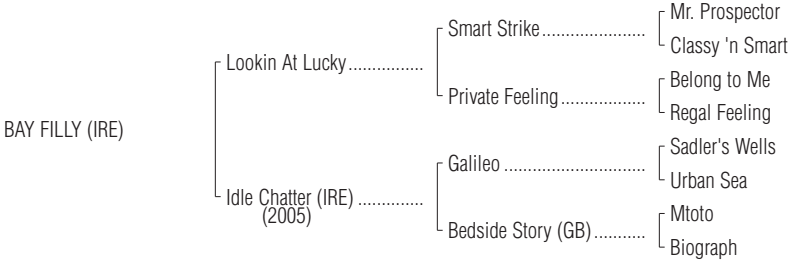 Mr. Prospector
Smart Strike......................
Classy 'n Smart
Lookin At Lucky................
Belong to Me
Private Feeling..................
Regal Feeling
BAY FILLY (IRE)
Sadler's Wells
Galileo ..............................
Urban Sea
Idle Chatter (IRE) ..............
(2005)
Mtoto
Bedside Story (GB)...........
Biograph